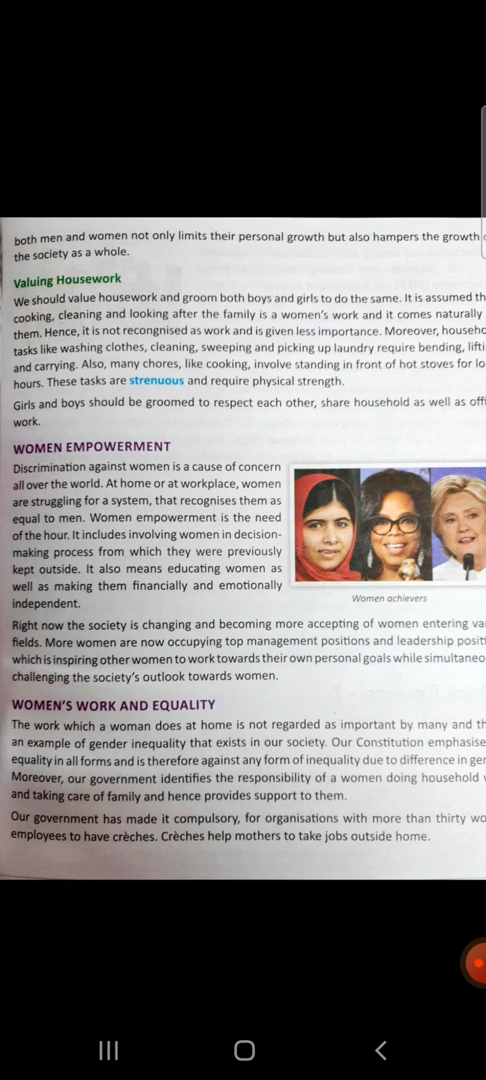 both men and women not only limits their personal growth but also hampers the growth
the society as a whole.
Valuing Housework
We should value housework and groom both boys and girls to do the same. It is assumed th
cooking, cleaning and looking after the family is a women's work and it comes naturally
them. Hence, it is not recongnised as work and is given less importance. Moreover, househo
tasks like washing clothes, cleaning, sweeping and picking up laundry require bending, lifti
and carrying. Also, many chores, like cooking, involve standing in front of hot stoves for lo
hours. These tasks are strenuous and require physical strength.
Girls and boys should be groomed to respect each other, share household as well as offi
work.
WOMEN EMPOWERMENT
Discrimination against women is a cause of concern
all over the world. At home or at workplace, women
are struggling for a system, that recognises them as
equal to men. Women empowerment is the need
of the hour. It includes involving women in decision-
making process from which they were previously
kept outside. It also means educating women as
well as making them financially and emotionally
independent.
Women achievers
Right now the society is changing and becoming more accepting of women entering va
fields. More women are now occupying top management positions and leadership positi
which is inspiring other women to work towards their own personal goals while simultaneo
challenging the society's outlook towards women.
WOMEN'S WORK AND EQUALITY
The work which a woman does at home is not regarded as important by many and th
an example of gender inequality that exists in our society. Our Constitution emphasise
equality in all forms and is therefore against any form of inequality due to difference in gen
Moreover, our government identifies the responsibility of a women doing household
and taking care of family and hence provides support to them.
Our government has made it compulsory, for organisations with more than thirty wo
employees to have crèches. Crèches help mothers to take jobs outside home.